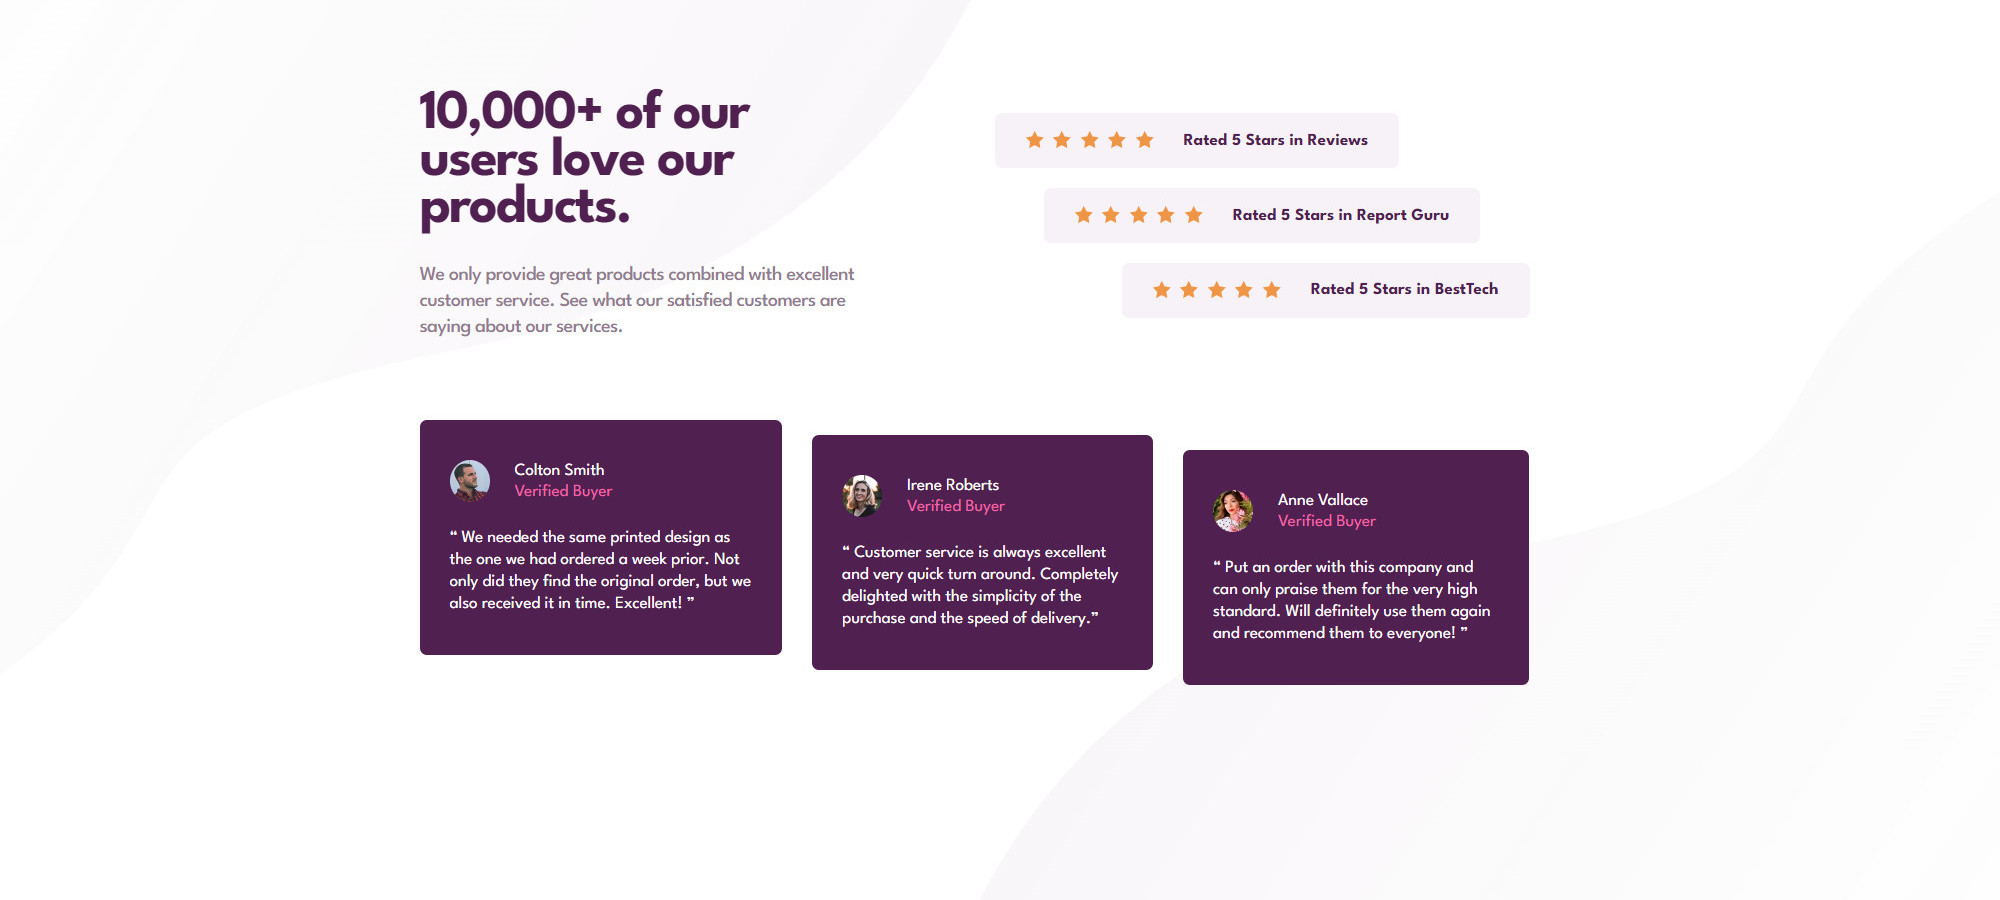 10,000+ of our
users love our
products.
We only provide great products combined with excellent
customer service. See what our satisfied customers are
saying about our services.
Rated 5 Stars in Reviews
Rated 5 Stars in Report Guru
Rated 5 Stars in BestTech
Colton Smith
Verified Buyer
“ We needed the same printed design as
the one we had ordered a week prior. Not
only did they find the original order, but we
also received it in time. Excellent! ”
Irene Roberts
Verified Buyer
“ Customer service is always excellent
and very quick turn around. Completely
delighted with the simplicity of the
purchase and the speed of delivery.”
Anne Vallace
Verified Buyer
“ Put an order with this company and
can only praise them for the very high
standard. Will definitely use them again
and recommend them to everyone! ”